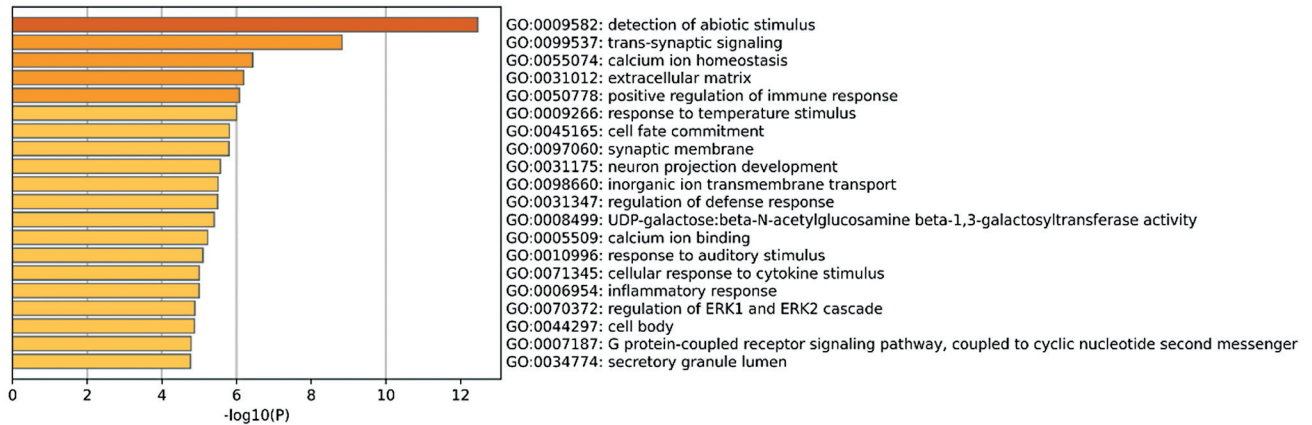 GO:0009582: detection of abiotic stimulus
GO:0099537: trans-synaptic signaling
GO:0055074: calcium ion homeostasis
GO:0031012: extracellular matrix
GO:0050778: positive regulation of immune response
GO:0009266: response to temperature stimulus
GO:0045165: cell fate commitment
GO:0097060: synaptic membrane
GO:0031175: neuron projection development
GO:0098660: inorganic ion transmembrane transport
GO:0031347: regulation of defense response
GO:0008499: UDP-galactose:beta-N-acetylglucosamine beta-1,3-galactosyltransferase activity
GO:0005509: calcium ion binding
GO:0010996: response to auditory stimulus
GO:0071345: cellular response to cytokine stimulus
GO:0006954: inflammatory response
GO:0070372: regulation of ERK1 and ERK2 cascade
GO:0044297: cell body
GO:0007187: G protein-coupled receptor signaling pathway, coupled to cyclic nucleotide second messenger
GO:0034774: secretory granule lumen
0 2 4 6 8 10 12
-log10(P)